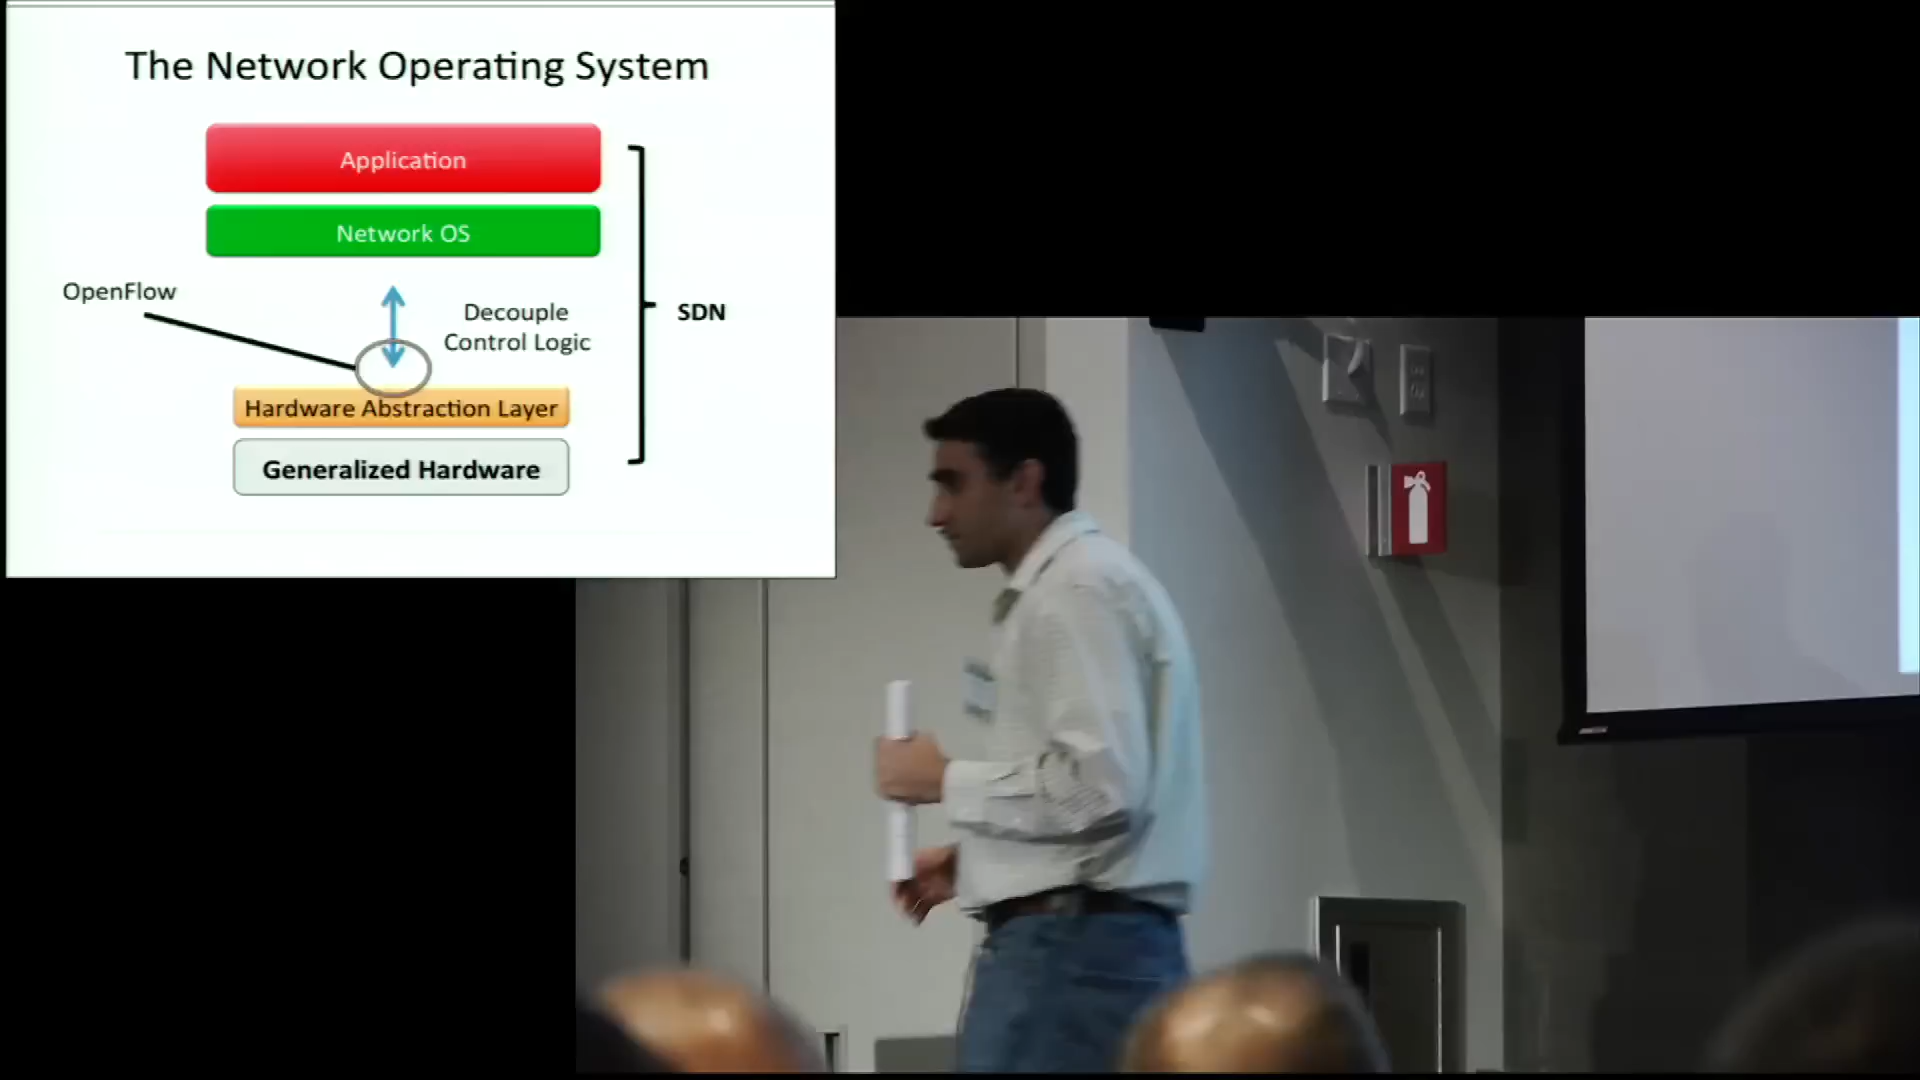 The Network Operating System
Application
Network OS
OpenFlow
Decouple
Control Logic
SDN
Hardware Abstraction Layer
Generalized Hardware